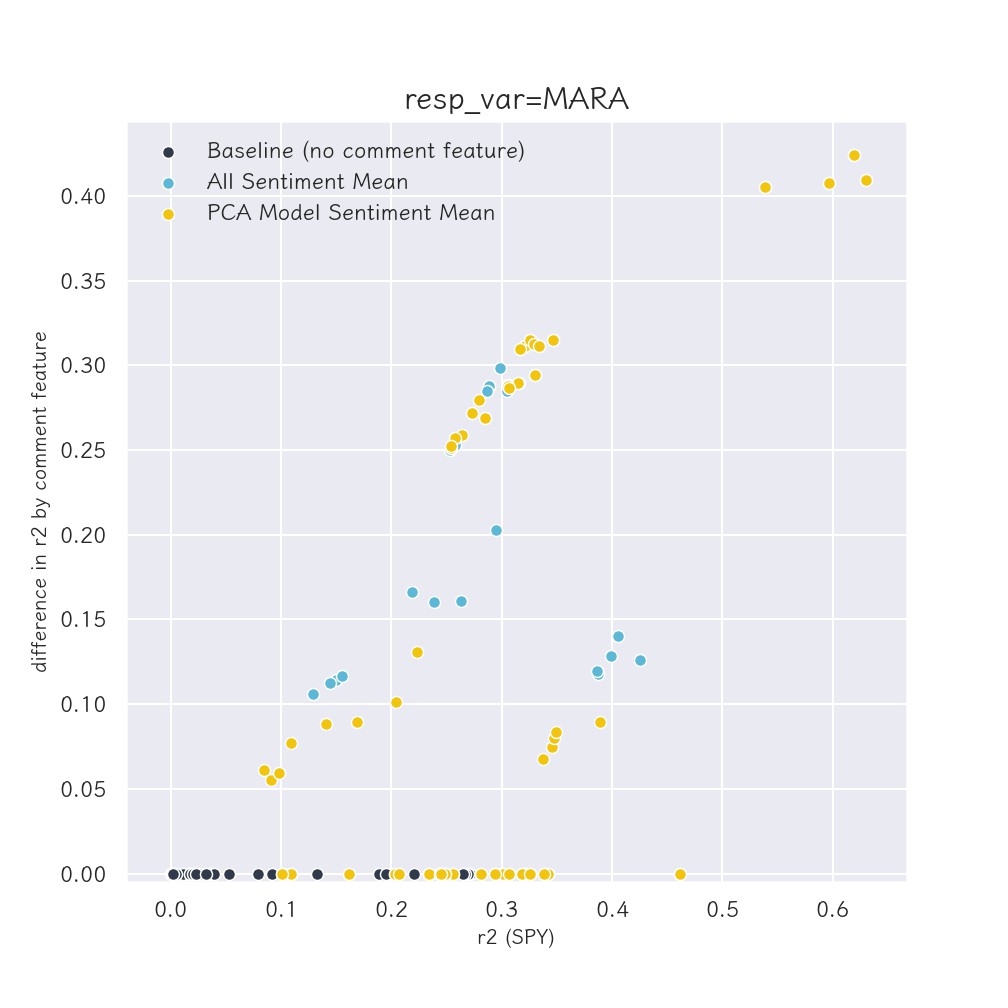 resp_var=MARA
Baseline (no comment feature)
All Sentiment Mean
PCA Model Sentiment Mean
difference in r2 by comment feature
0.40
0.35
0.30
0.25
0.20
0.15
0.10
0.05
0.00
0.0 0.1 0.2 0.3 0.4 0.5 0.6
r2 (SPY)